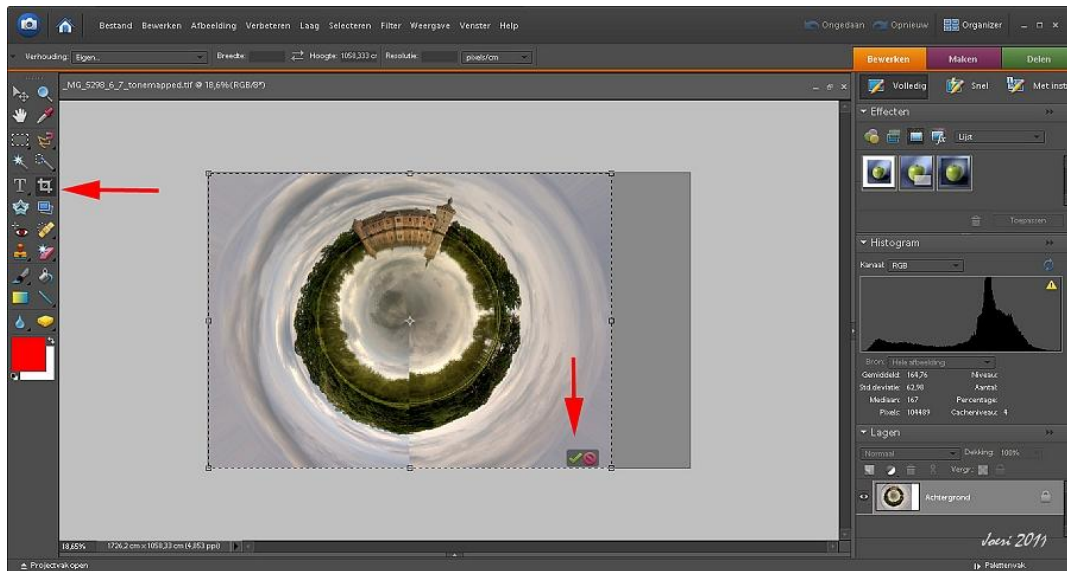 Bestand Bewerken Afbeelding Verbeteren Laag Selecteren Filter Weergave Venster Help
Ongedaan Opnieuw Organizer
Verhouding: Eigen... Breedte: Hoogte: 1058,333 cr Resolutie: pixels/cm
Bewerken Maken Delen
_MG_5298_6_7_tonemapped.tif @ 18,6% (RGB/8*)
Volledig Snel Met inst
Effecten
Lijst
Toepassen
Histogram
Kanaal: RGB
Bron: Hele afbeelding
Gemiddeld: 164,76 Niveau:
Std.deviatie: 62,98 Aantal:
Mediaan: 167 Percentage:
Pixels: 104489 Cacheniveau: 4
Lagen
Normaal Dekking: 100%
Vergr.:
Achtergrond
Joeri 2011
18,65% 1726,2 cm x 1058,33 cm (4,053 ppi)
Projectvak open Palettenvak